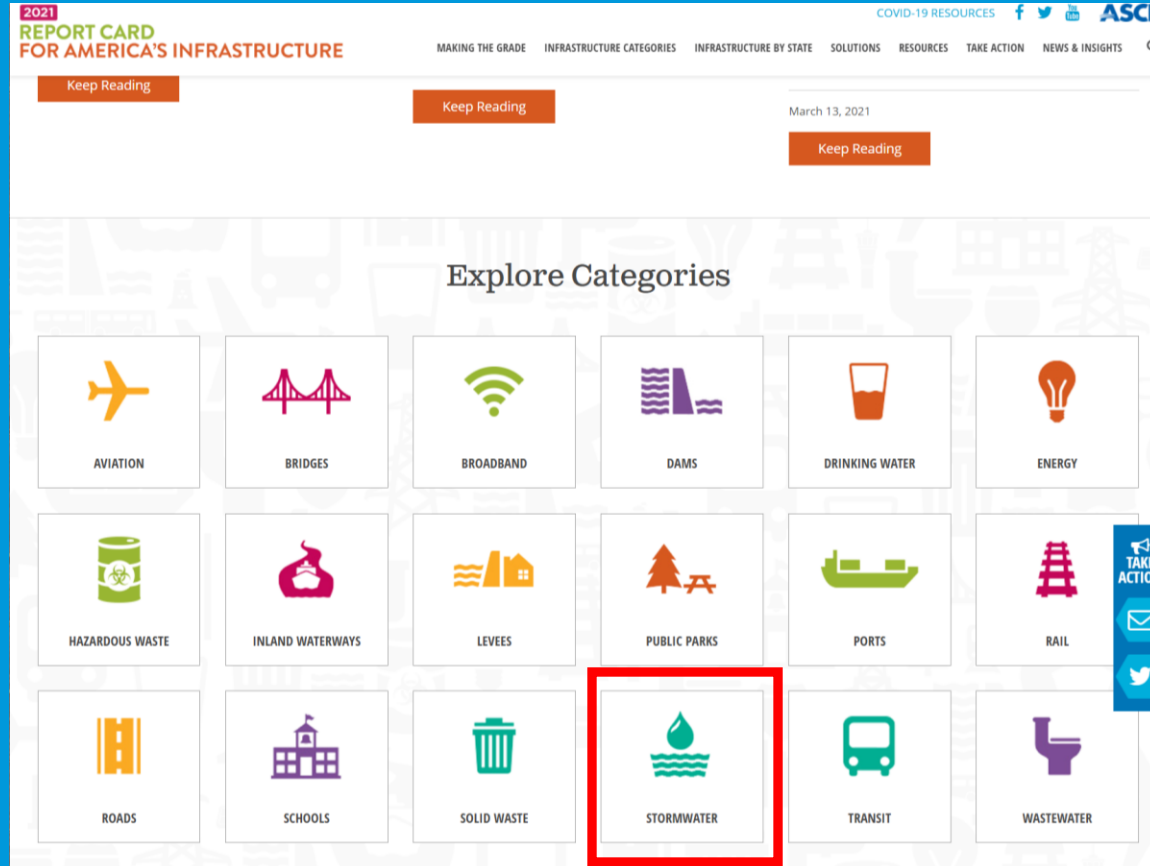 2021
COVID-19 RESOURCES
REPORT CARD
FOR AMERICA'S INFRASTRUCTURE
MAKING THE GRADE INFRASTRUCTURE CATEGORIES INFRASTRUCTURE BY STATE SOLUTIONS RESOURCES TAKE ACTION NEWS & INSIGHTS
Keep Reading
Keep Reading
March 13, 2021
Keep Reading
Explore Categories
AVIATION BRIDGES BROADBAND DAMS DRINKING WATER ENERGY
HAZARDOUS WASTE INLAND WATERWAYS LEVEES PUBLIC PARKS PORTS RAIL
ROADS SCHOOLS SOLID WASTE STORMWATER TRANSIT WASTEWATER